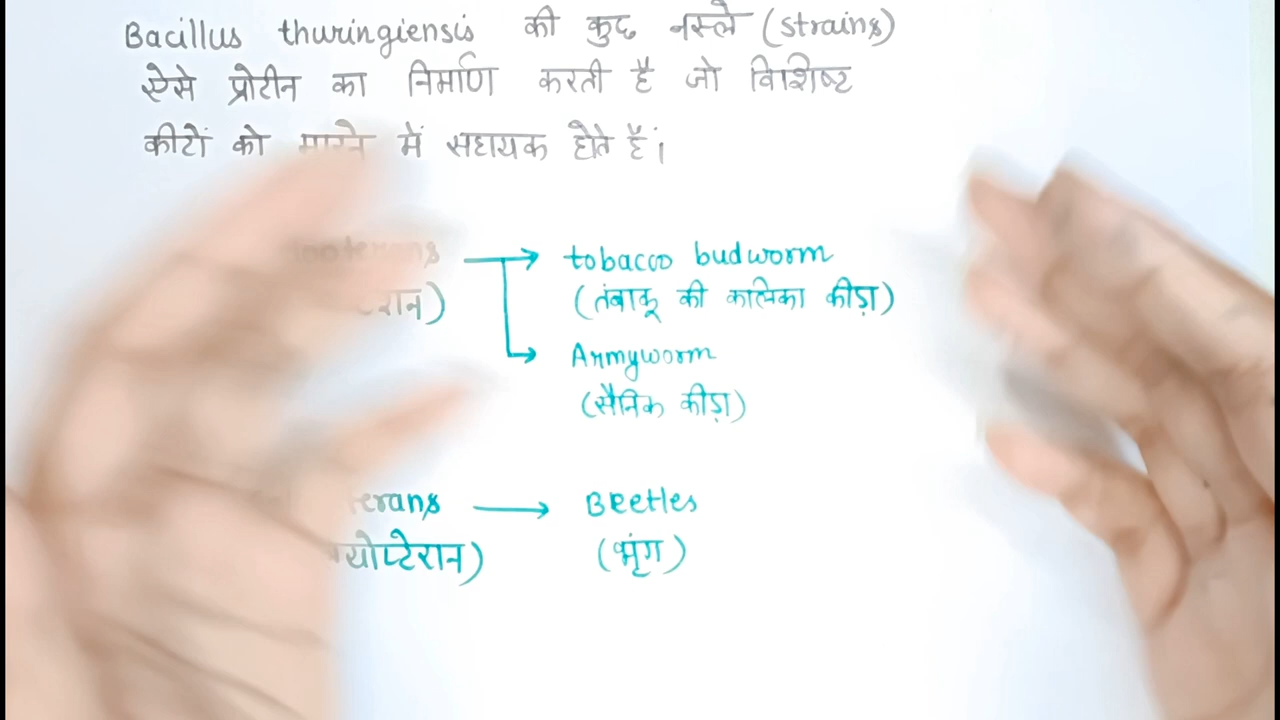 Bacillus thuringiensis की कुछ नस्ले (strains)
ऐसे प्रोटीन का निर्माण करती है जो विशिष्ट
कीटों को मारने में सहायक होते है।
tobacco budworm
(तंबाकू की कलिका कीड़ा)
Armyworm
(सैनिक कीड़ा)
Beetles
(भृंग)